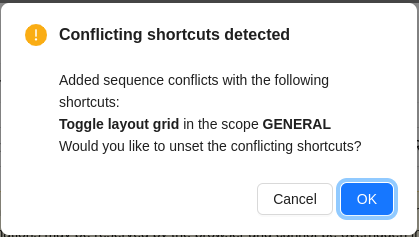 Conflicting shortcuts detected
Added sequence conflicts with the following
shortcuts:
Toggle layout grid in the scope GENERAL
Would you like to unset the conflicting shortcuts?
Cancel
OK